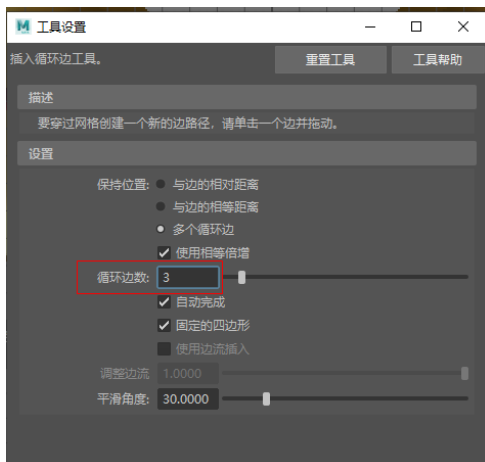 工具设置
插入循环边工具。 重置工具 工具帮助
描述
要穿过网格创建一个新的边路径，请单击一个边并拖动。
设置
保持位置: 与边的相对距离
与边的相等距离
多个循环边
使用相等倍增
循环边数: 3
自动完成
固定的四边形
使用边流插入
调整边流 1.0000
平滑角度: 30.0000